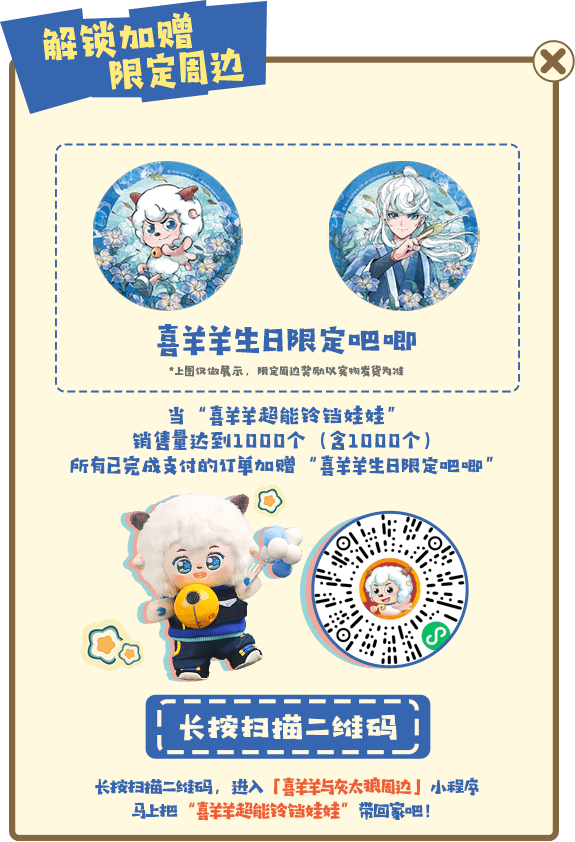 解锁加赠
限定周边
喜羊羊生日限定吧唧
*上图仅做展示，限定周边奖励以实物发货为准
当“喜羊羊超能铃铛娃娃”
销售量达到1000个（含1000个）
所有已完成支付的订单加赠“喜羊羊生日限定吧唧”
长按扫描二维码
长按扫描二维码，进入「喜羊羊与灰太狼周边」小程序
马上把“喜羊羊超能铃铛娃娃”带回家吧！